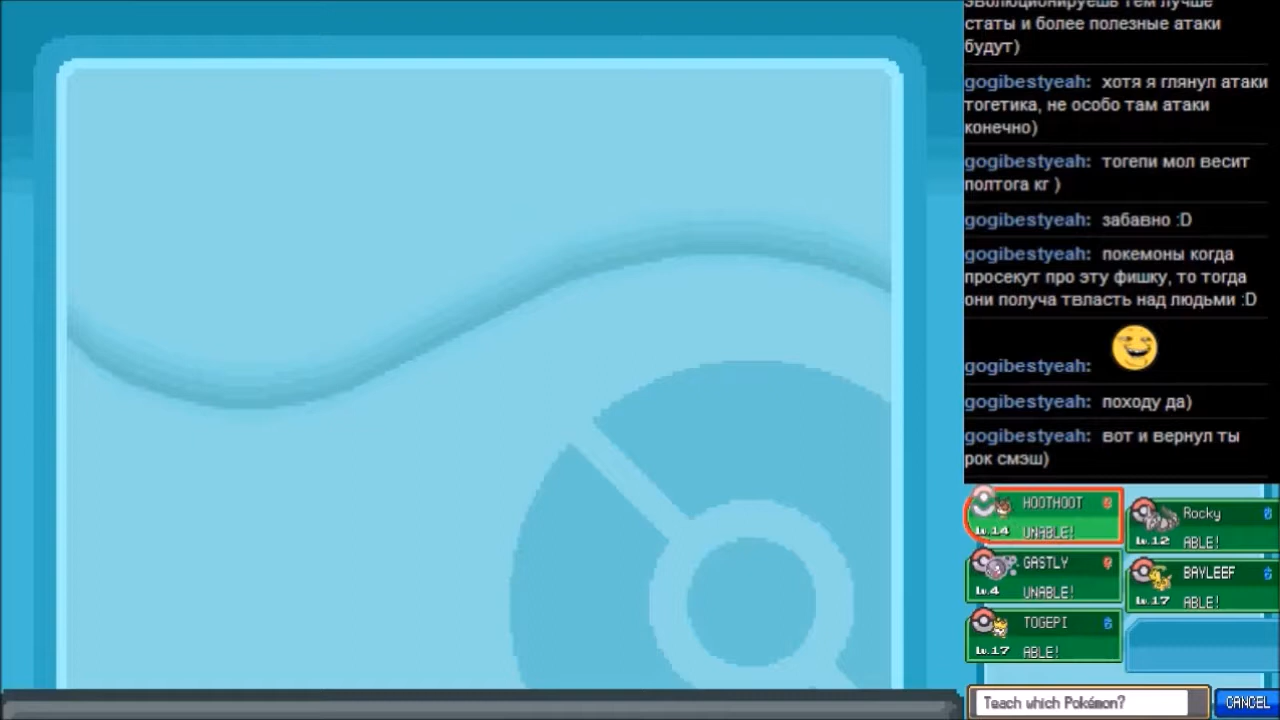 эволюционируешь тем лучше
статы и более полезные атаки
будут)
gogibestyeah: хотя я глянул атаки
тогетика, не особо там атаки
конечно)
gogibestyeah: тогепи мол весит
полтога кг )
gogibestyeah: забавно :D
gogibestyeah: покемоны когда
просекут про эту фишку, то тогда
они получа твласть над людьми :D
gogibestyeah:
gogibestyeah: походу да)
gogibestyeah: вот и вернул ты
рок смэш)
HOOTHOOT
Lv.14 UNABLE!
Rocky
Lv.12 ABLE!
GASTLY
Lv.4 UNABLE!
BAYLEEF
Lv.17 ABLE!
TOGEPI
Lv.17 ABLE!
Teach which Pokémon?
CANCEL